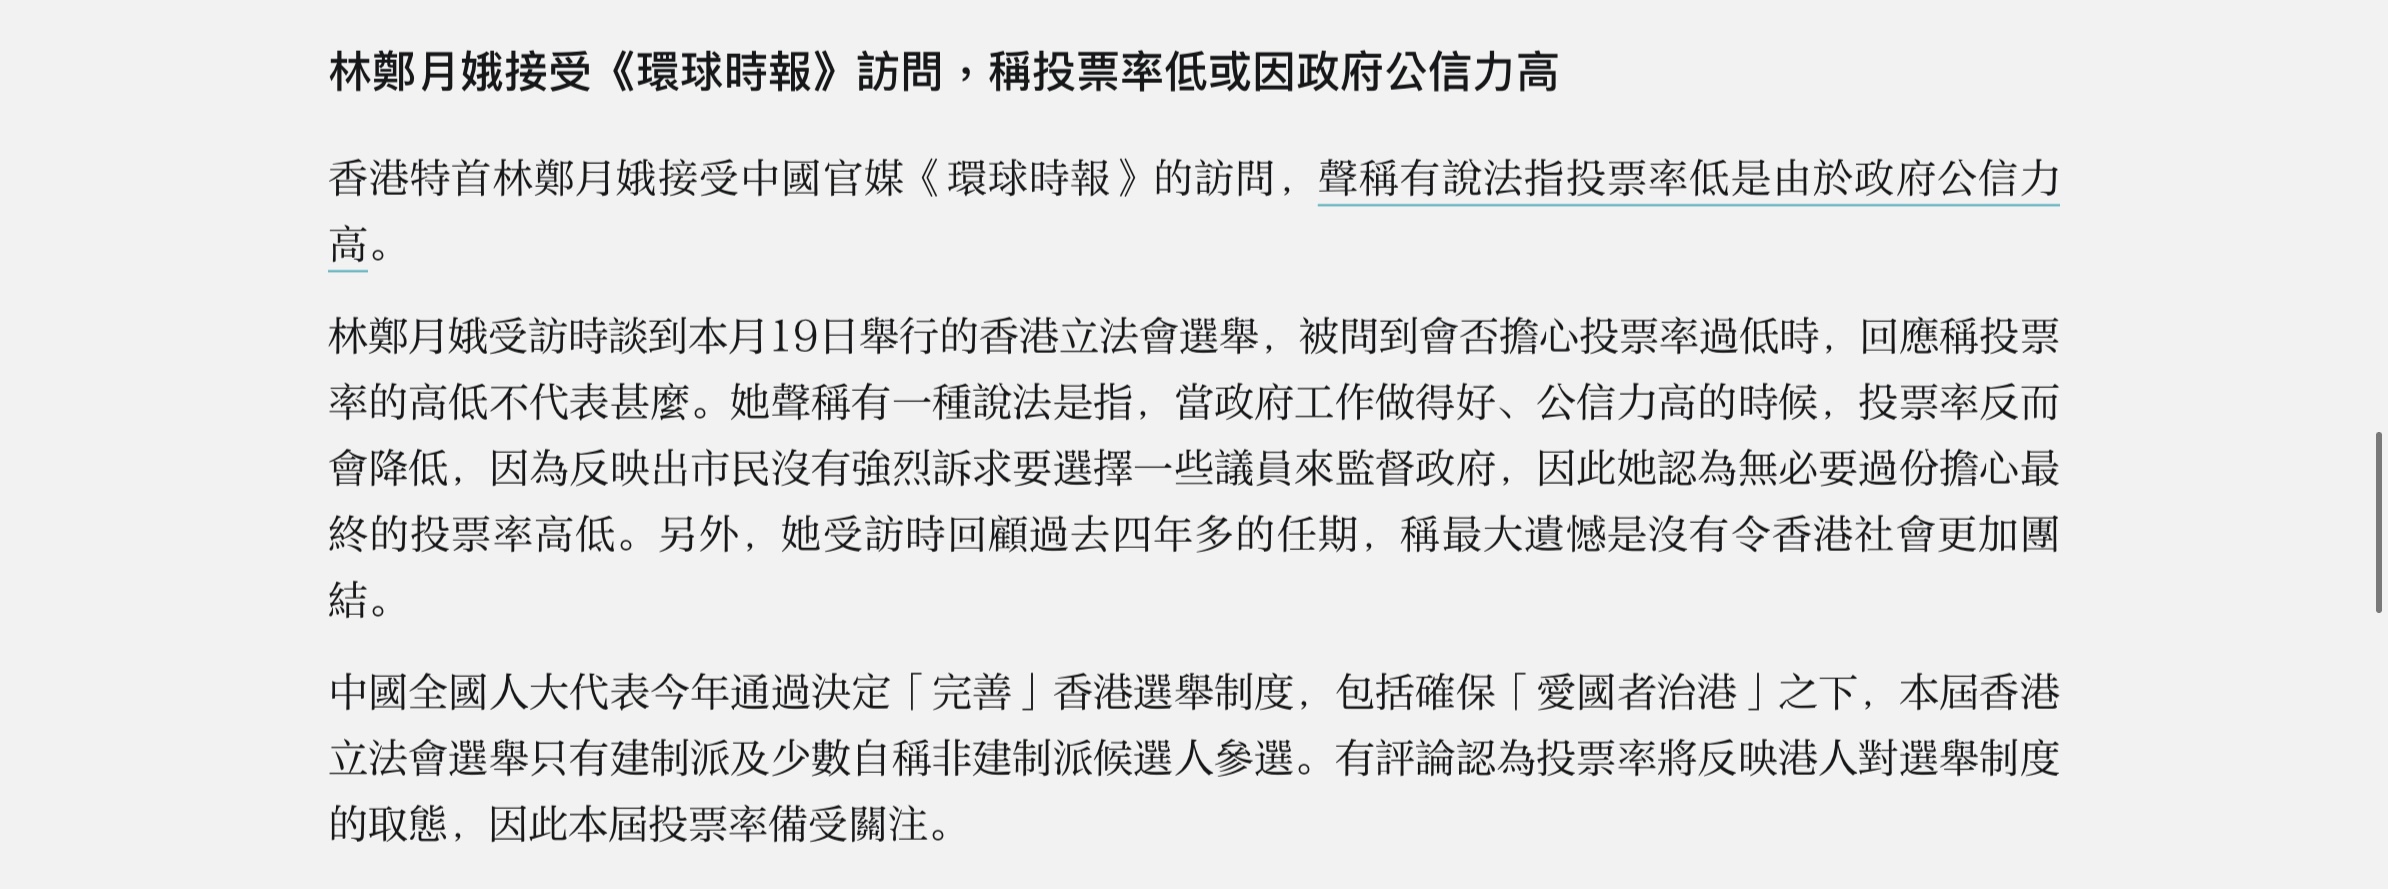 林鄭月娥接受《環球時報》訪問，稱投票率低或因政府公信力高
香港特首林鄭月娥接受中國官媒《環球時報》的訪問，聲稱有說法指投票率低是由於政府公信力
高。
林鄭月娥受訪時談到本月19日舉行的香港立法會選舉，被問到會否擔心投票率過低時，回應稱投票
率的高低不代表甚麼。她聲稱有一種說法是指，當政府工作做得好、公信力高的時候，投票率反而
會降低，因為反映出市民沒有強烈訴求要選擇一些議員來監督政府，因此她認為無必要過份擔心最
終的投票率高低。另外，她受訪時回顧過去四年多的任期，稱最大遺憾是沒有令香港社會更加團
結。
中國全國人大代表今年通過決定「完善」香港選舉制度，包括確保「愛國者治港」之下，本屆香港
立法會選舉只有建制派及少數自稱非建制派候選人參選。有評論認為投票率將反映港人對選舉制度
的取態，因此本屆投票率備受關注。